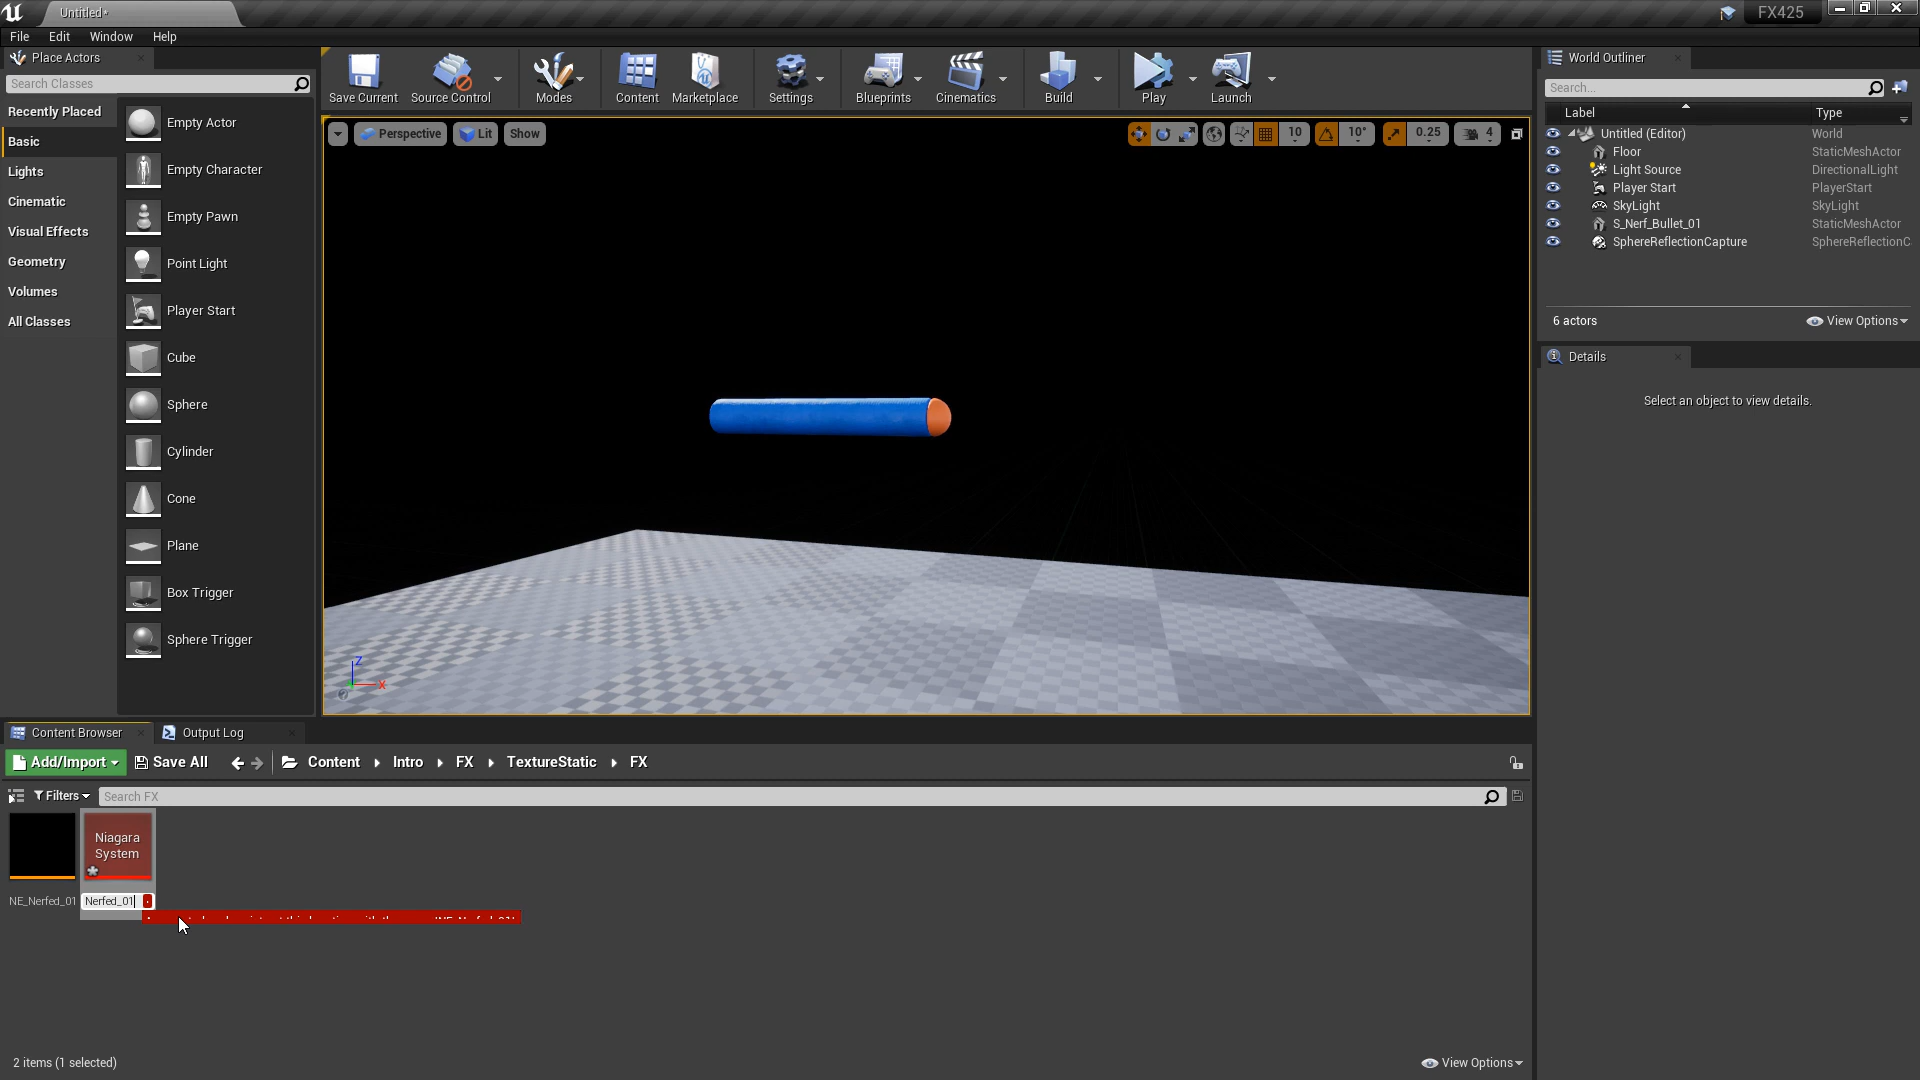 Untitled*
FX425
File Edit Window Help
Place Actors
Search Classes
Recently Placed
Basic
Lights
Cinematic
Visual Effects
Geometry
Volumes
All Classes
Empty Actor
Empty Character
Empty Pawn
Point Light
Player Start
Cube
Sphere
Cylinder
Cone
Plane
Box Trigger
Sphere Trigger
Save Current Source Control Modes Content Marketplace Settings Blueprints Cinematics Build Play Launch
Perspective Lit Show
10 10° 0.25 4
Z
X
World Outliner
Search...
Label Type
Untitled (Editor) World
Floor StaticMeshActor
Light Source DirectionalLight
Player Start PlayerStart
SkyLight SkyLight
S_Nerf_Bullet_01 StaticMeshActor
SphereReflectionCapture SphereReflectionC
6 actors View Options
Details
Select an object to view details.
Content Browser Output Log
Add/Import Save All Content Intro FX TextureStatic FX
Filters Search FX
Niagara
System
NE_Nerfed_01 Nerfed_01
2 items (1 selected) View Options